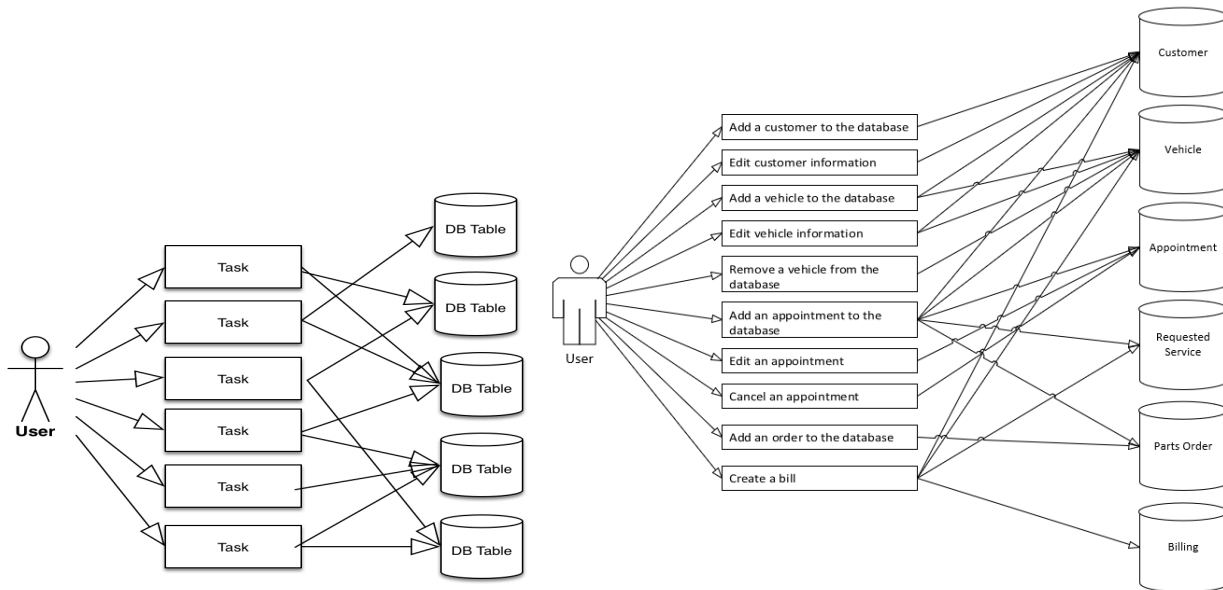 Task
Task
Task
Task
Task
Task
User
DB Table
DB Table
DB Table
DB Table
DB Table
User
Add a customer to the database
Edit customer information
Add a vehicle to the database
Edit vehicle information
Remove a vehicle from the
database
Add an appointment to the
database
Edit an appointment
Cancel an appointment
Add an order to the database
Create a bill
Customer
Vehicle
Appointment
Requested
Service
Parts Order
Billing